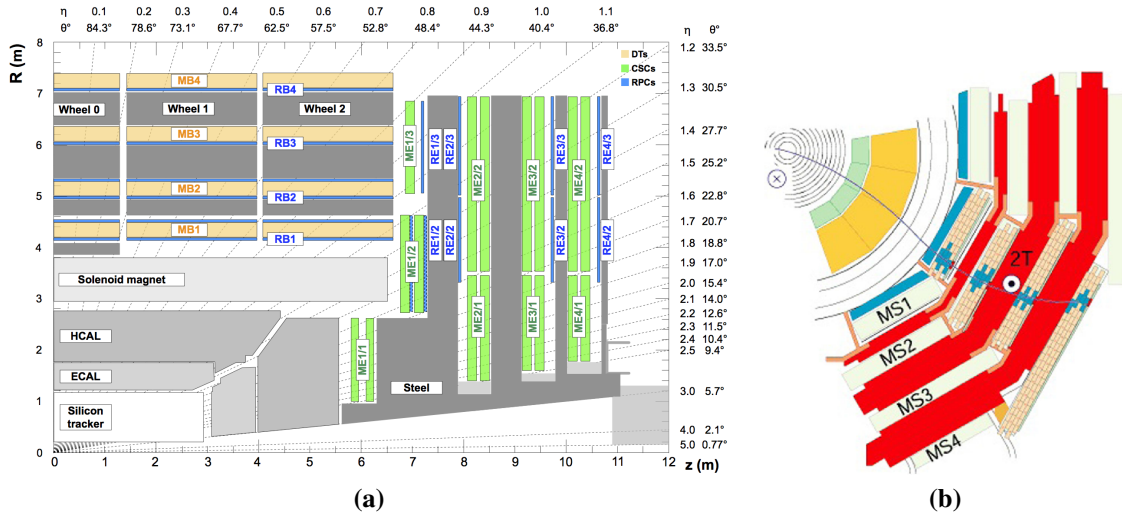 η 0.1 0.2 0.3 0.4 0.5 0.6 0.7 0.8 0.9 1.0 1.1
θ° 84.3° 78.6° 73.1° 67.7° 62.5° 57.5° 52.8° 48.4° 44.3° 40.4° 36.8° η θ°
R (m)
8
7
6
5
4
3
2
1
0
1.2 33.5°
1.3 30.5°
1.4 27.7°
1.5 25.2°
1.6 22.8°
1.7 20.7°
1.8 18.8°
1.9 17.0°
2.0 15.4°
2.1 14.0°
2.2 12.6°
2.3 11.5°
2.4 10.4°
2.5 9.4°
3.0 5.7°
4.0 2.1°
5.0 0.77°
DTs
CSCs
RPCs
MB4
RB4
Wheel 0 Wheel 1 Wheel 2
MB3
RB3
MB2
RB2
MB1
RB1
Solenoid magnet
HCAL
ECAL
Silicon
tracker
Steel
ME1/3
RE1/3
RE2/3
ME2/2
ME3/2
RE3/3
ME4/2
RE4/3
ME1/2
RE1/2
RE2/2
RE3/2
RE4/2
ME1/1
ME2/1
ME3/1
ME4/1
0 1 2 3 4 5 6 7 8 9 10 11 12
z (m)
(a)
2T
MS1
MS2
MS3
MS4
(b)